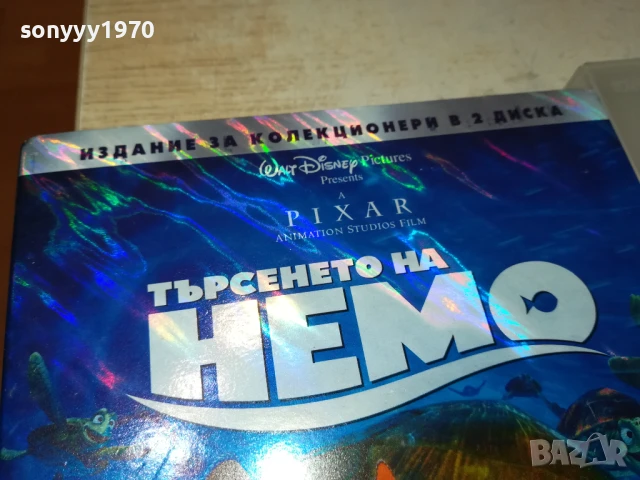 sonyyy1970
ИЗДАНИЕ ЗА КОЛЕКЦИОНЕРИ В 2 ДИСКА
WALT DISNEY Pictures
Presents
A
PIXAR
ANIMATION STUDIOS FILM
ТЪРСЕНЕТО НА
НЕМО
BAZAR